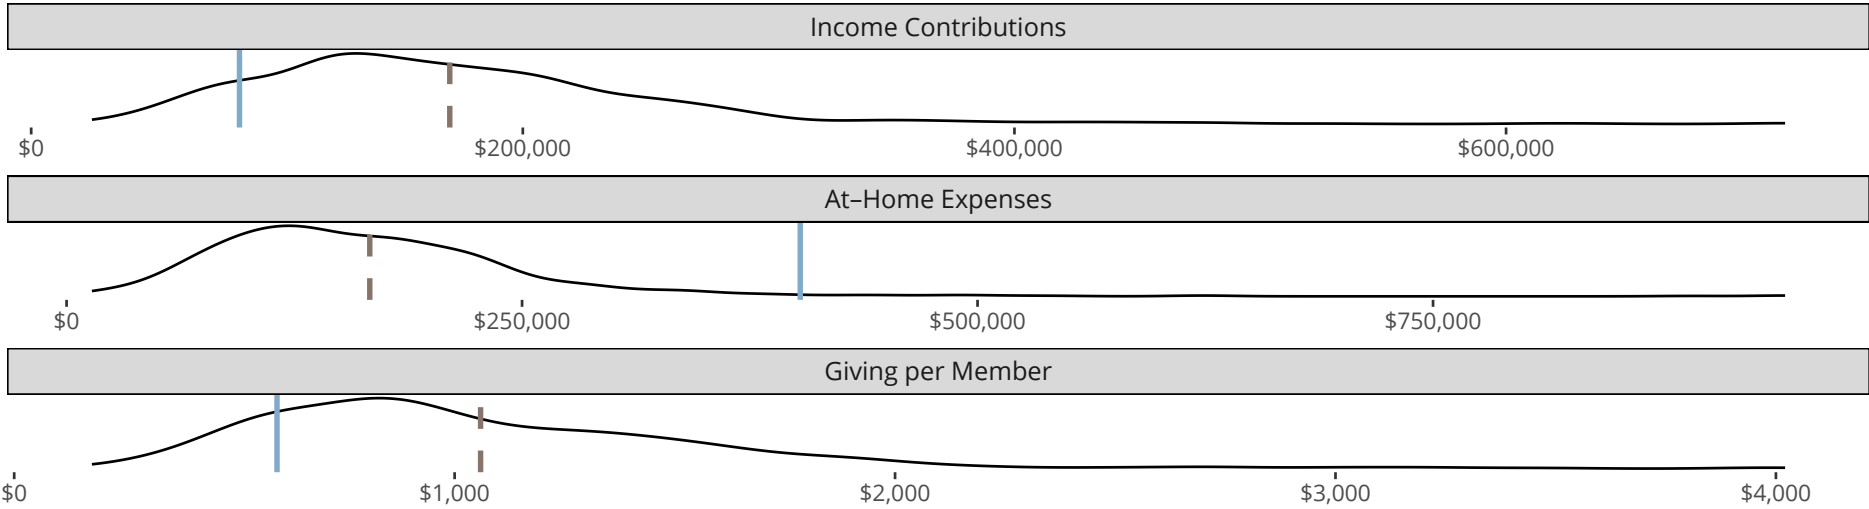 Income Contributions
$0 $200,000 $400,000 $600,000
At–Home Expenses
$0 $250,000 $500,000 $750,000
Giving per Member
$0 $1,000 $2,000 $3,000 $4,000